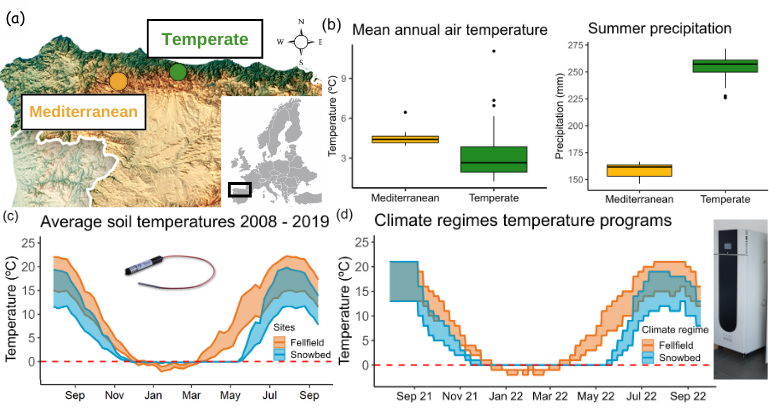 (a)
Temperate
Mediterranean
N
W E
S
(b)
Mean annual air temperature
Temperature (ºC)
9
6
3
Mediterranean Temperate
Summer precipitation
Precipitation (mm)
275
250
225
200
175
150
Mediterranean Temperate
(c)
Average soil temperatures 2008 - 2019
Temperature (ºC)
25
20
15
10
5
0
Sites
Fellfield
Snowbed
Sep Nov Jan Mar May Jul Sep
(d)
Climate regimes temperature programs
Temperature (ºC)
25
20
15
10
5
0
Climate regime
Fellfield
Snowbed
Sep 21 Nov 21 Jan 22 Mar 22 May 22 Jul 22 Sep 22